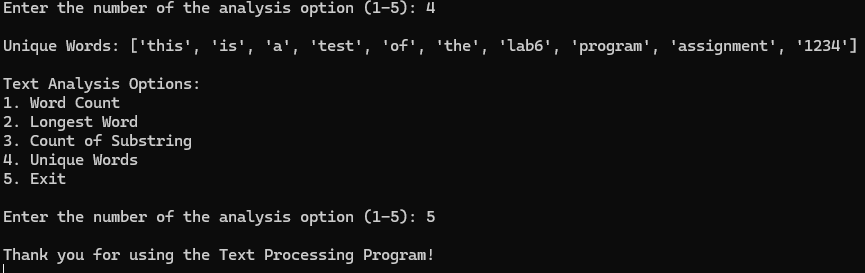 Enter the number of the analysis option (1-5): 4
Unique Words: ['this', 'is', 'a', 'test', 'of', 'the', 'lab6', 'program', 'assignment', '1234']
Text Analysis Options:
1. Word Count
2. Longest Word
3. Count of Substring
4. Unique Words
5. Exit
Enter the number of the analysis option (1-5): 5
Thank you for using the Text Processing Program!